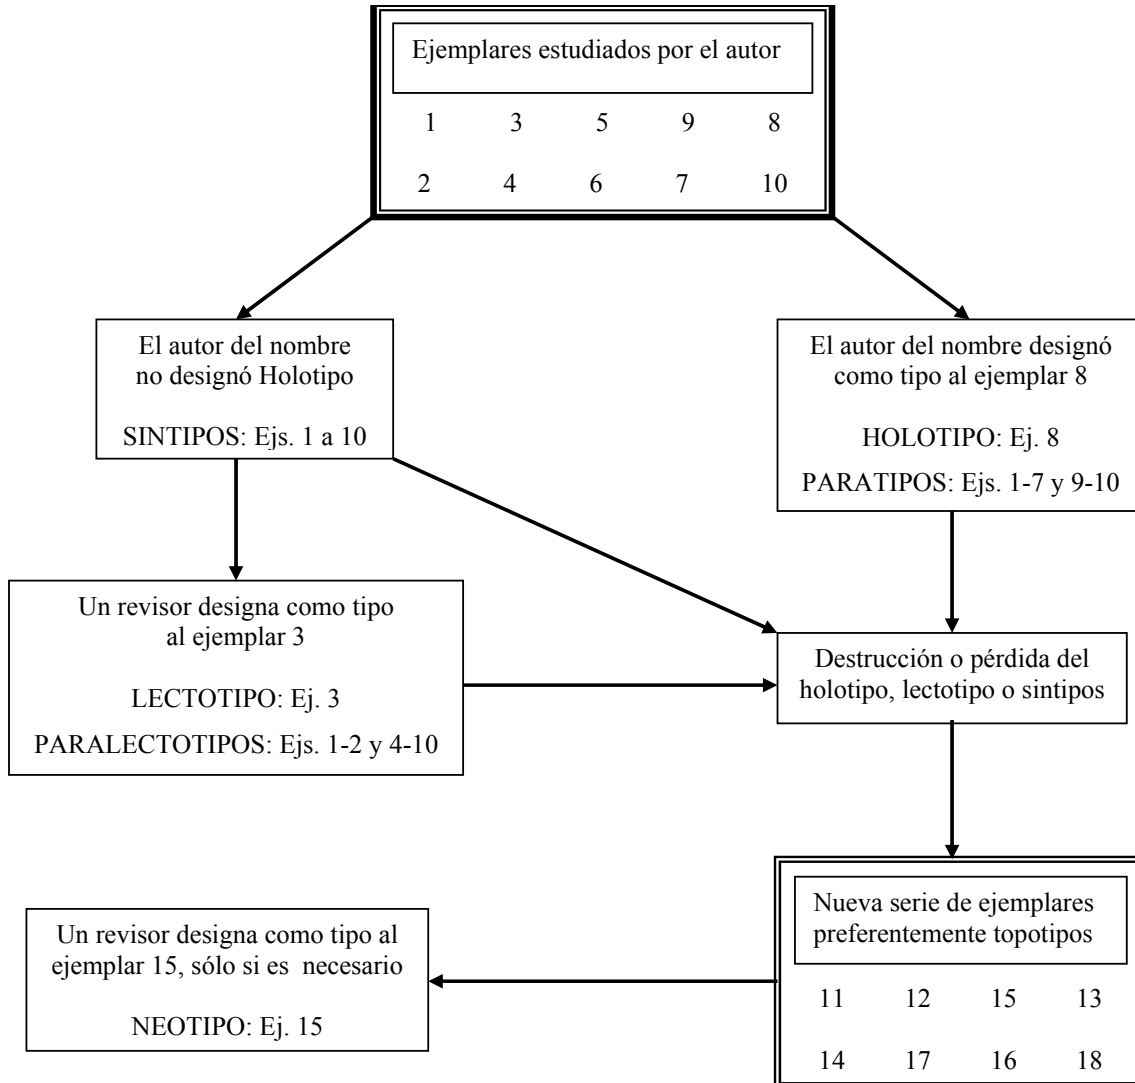 Ejemplares estudiados por el autor
1 3 5 9 8
2 4 6 7 10
El autor del nombre
no designó Holotipo
SINTIPOS: Ejs. 1 a 10
El autor del nombre designó
como tipo al ejemplar 8
HOLOTIPO: Ej. 8
PARATIPOS: Ejs. 1-7 y 9-10
Un revisor designa como tipo
al ejemplar 3
LECTOTIPO: Ej. 3
PARALECTOTIPOS: Ejs. 1-2 y 4-10
Destrucción o pérdida del
holotipo, lectotipo o sintipos
Nueva serie de ejemplares
preferentemente topotipos
11 12 15 13
14 17 16 18
Un revisor designa como tipo al
ejemplar 15, sólo si es necesario
NEOTIPO: Ej. 15